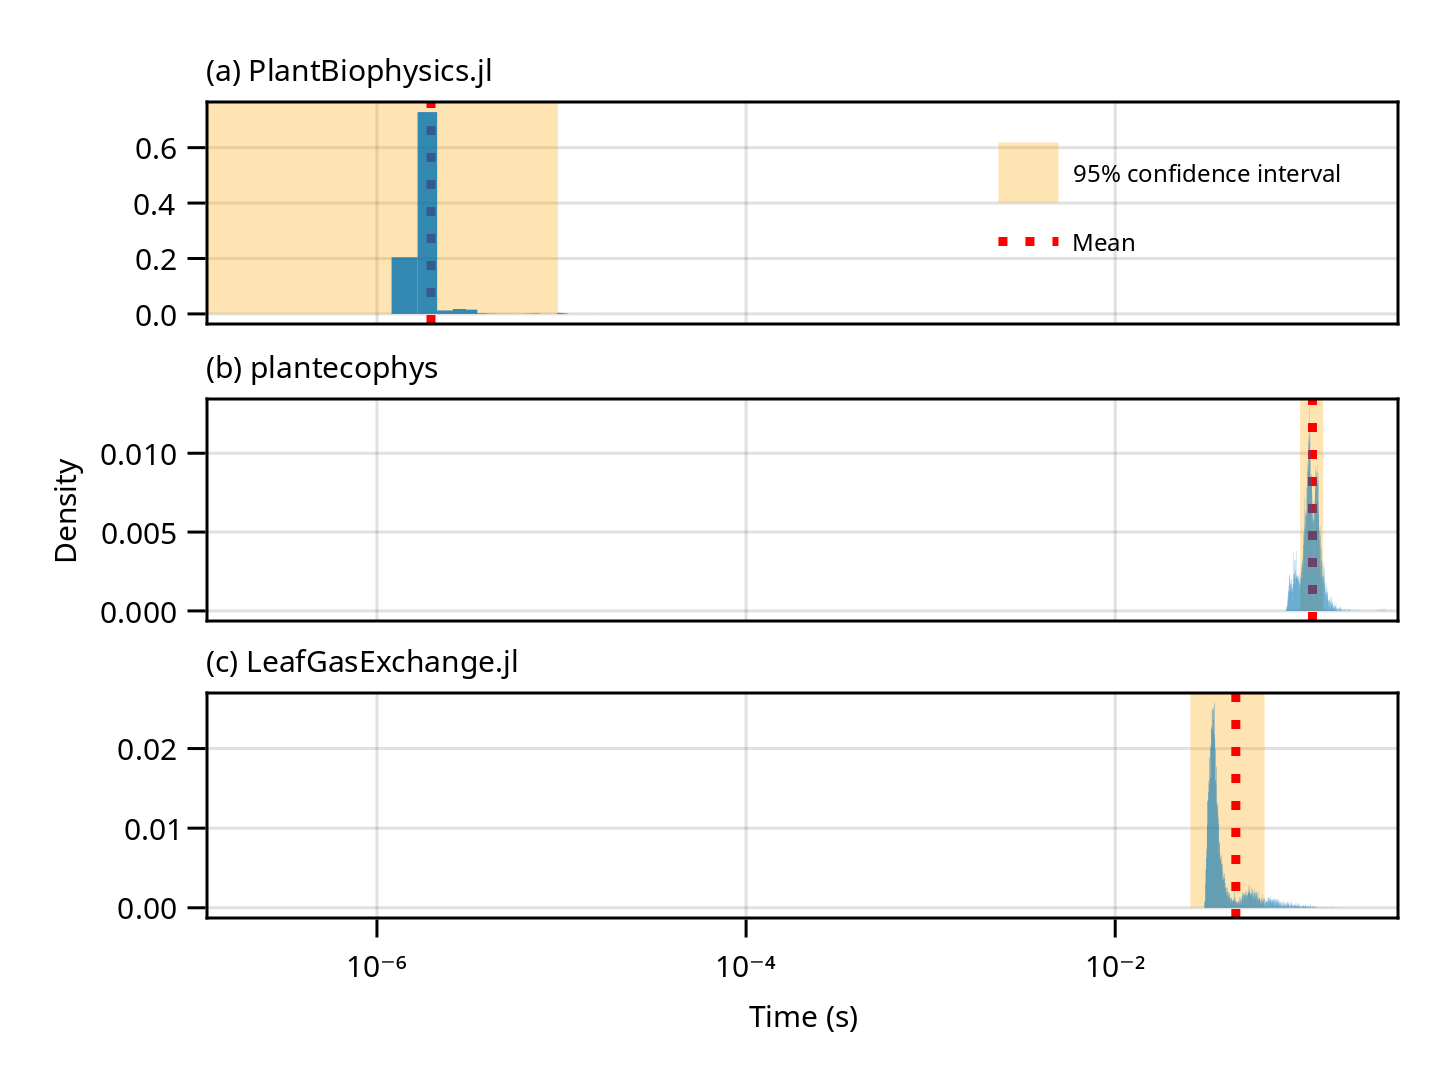 (a) PlantBiophysics.jl
0.6
0.4
0.2
0.0
95% confidence interval
Mean
(b) plantecophys
0.010
0.005
0.000
Density
(c) LeafGasExchange.jl
0.02
0.01
0.00
10⁻⁶ 10⁻⁴ 10⁻²
Time (s)